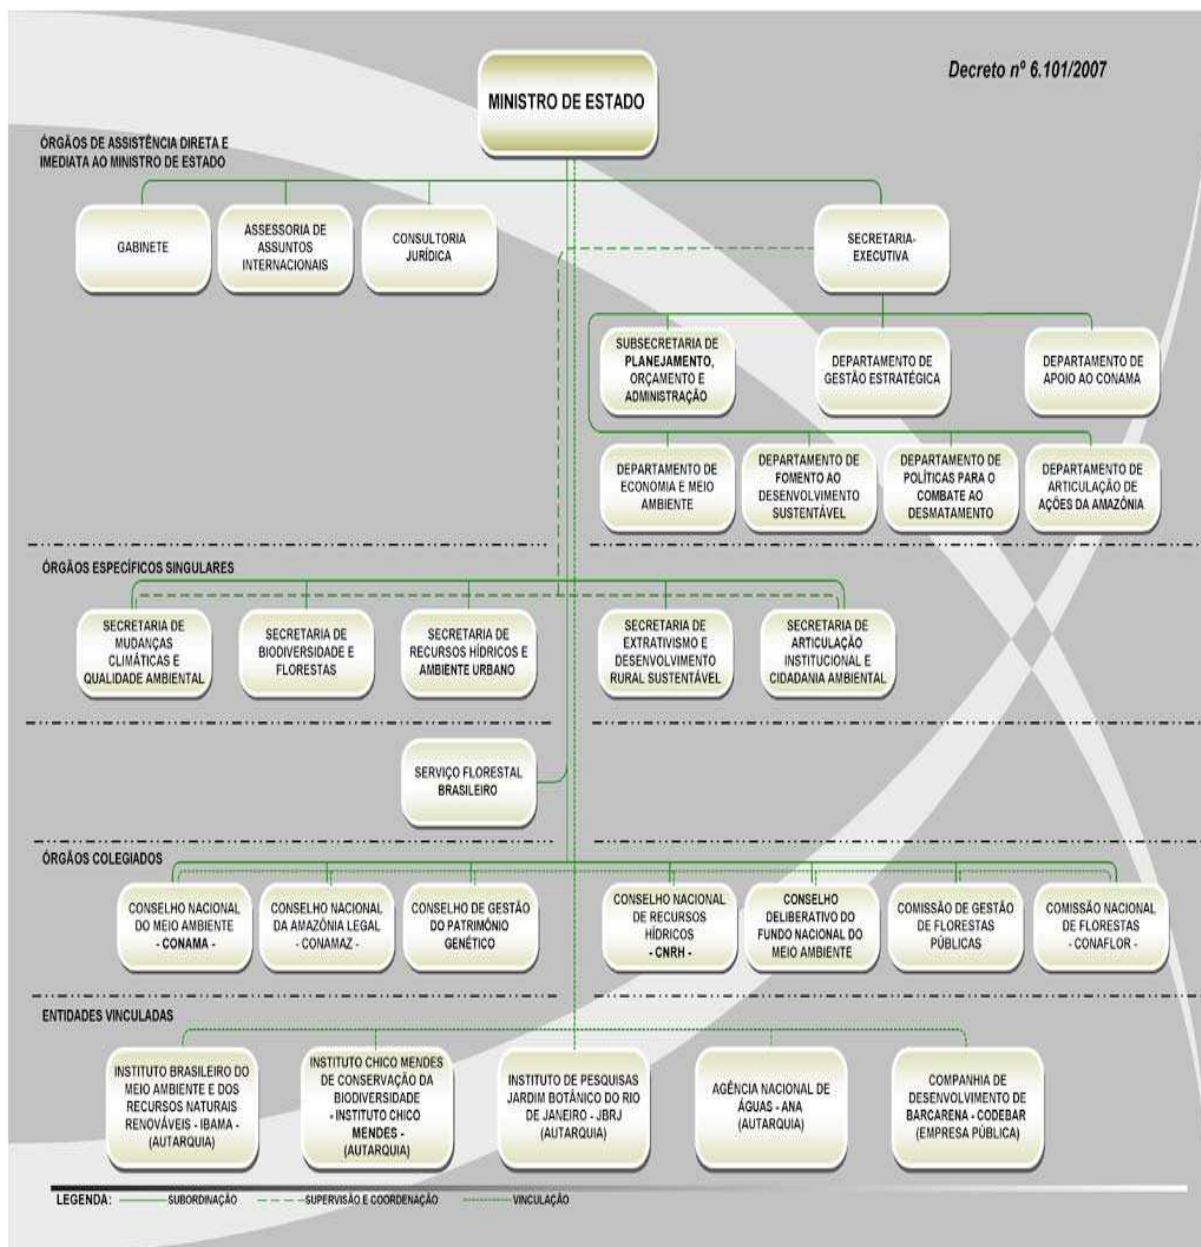 Decreto nº 6.101/2007
MINISTRO DE ESTADO
ÓRGÃOS DE ASSISTÊNCIA DIRETA E
IMEDIATA AO MINISTRO DE ESTADO
GABINETE
ASSESSORIA DE
ASSUNTOS
INTERNACIONAIS
CONSULTORIA
JURÍDICA
SECRETARIA-
EXECUTIVA
SUBSECRETARIA DE
PLANEJAMENTO,
ORÇAMENTO E
ADMINISTRAÇÃO
DEPARTAMENTO DE
GESTÃO ESTRATÉGICA
DEPARTAMENTO DE
APOIO AO CONAMA
DEPARTAMENTO DE
ECONOMIA E MEIO
AMBIENTE
DEPARTAMENTO DE
FOMENTO AO
DESENVOLVIMENTO
SUSTENTÁVEL
DEPARTAMENTO DE
POLÍTICAS PARA O
COMBATE AO
DESMATAMENTO
DEPARTAMENTO DE
ARTICULAÇÃO DE
AÇÕES DA AMAZÔNIA
ÓRGÃOS ESPECÍFICOS SINGULARES
SECRETARIA DE
MUDANÇAS
CLIMÁTICAS E
QUALIDADE AMBIENTAL
SECRETARIA DE
BIODIVERSIDADE E
FLORESTAS
SECRETARIA DE
RECURSOS HÍDRICOS E
AMBIENTE URBANO
SECRETARIA DE
EXTRATIVISMO E
DESENVOLVIMENTO
RURAL SUSTENTÁVEL
SECRETARIA DE
ARTICULAÇÃO
INSTITUCIONAL E
CIDADANIA AMBIENTAL
SERVIÇO FLORESTAL
BRASILEIRO
ÓRGÃOS COLEGIADOS
CONSELHO NACIONAL
DO MEIO AMBIENTE
- CONAMA -
CONSELHO NACIONAL
DA AMAZÔNIA LEGAL
- CONAMAZ -
CONSELHO DE GESTÃO
DO PATRIMÔNIO
GENÉTICO
CONSELHO NACIONAL
DE RECURSOS
HÍDRICOS
- CNRH -
CONSELHO
DELIBERATIVO DO
FUNDO NACIONAL DO
MEIO AMBIENTE
COMISSÃO DE GESTÃO
DE FLORESTAS
PÚBLICAS
COMISSÃO NACIONAL
DE FLORESTAS
- CONAFLOR -
ENTIDADES VINCULADAS
INSTITUTO BRASILEIRO DO
MEIO AMBIENTE E DOS
RECURSOS NATURAIS
RENOVÁVEIS - IBAMA -
(AUTARQUIA)
INSTITUTO CHICO MENDES
DE CONSERVAÇÃO DA
BIODIVERSIDADE
- INSTITUTO CHICO
MENDES -
(AUTARQUIA)
INSTITUTO DE PESQUISAS
JARDIM BOTÂNICO DO RIO
DE JANEIRO - JBRJ
(AUTARQUIA)
AGÊNCIA NACIONAL DE
ÁGUAS - ANA
(AUTARQUIA)
COMPANHIA DE
DESENVOLVIMENTO DE
BARCARENA - CODEBAR
(EMPRESA PÚBLICA)
LEGENDA: SUBORDINAÇÃO SUPERVISÃO E COORDENAÇÃO VINCULAÇÃO